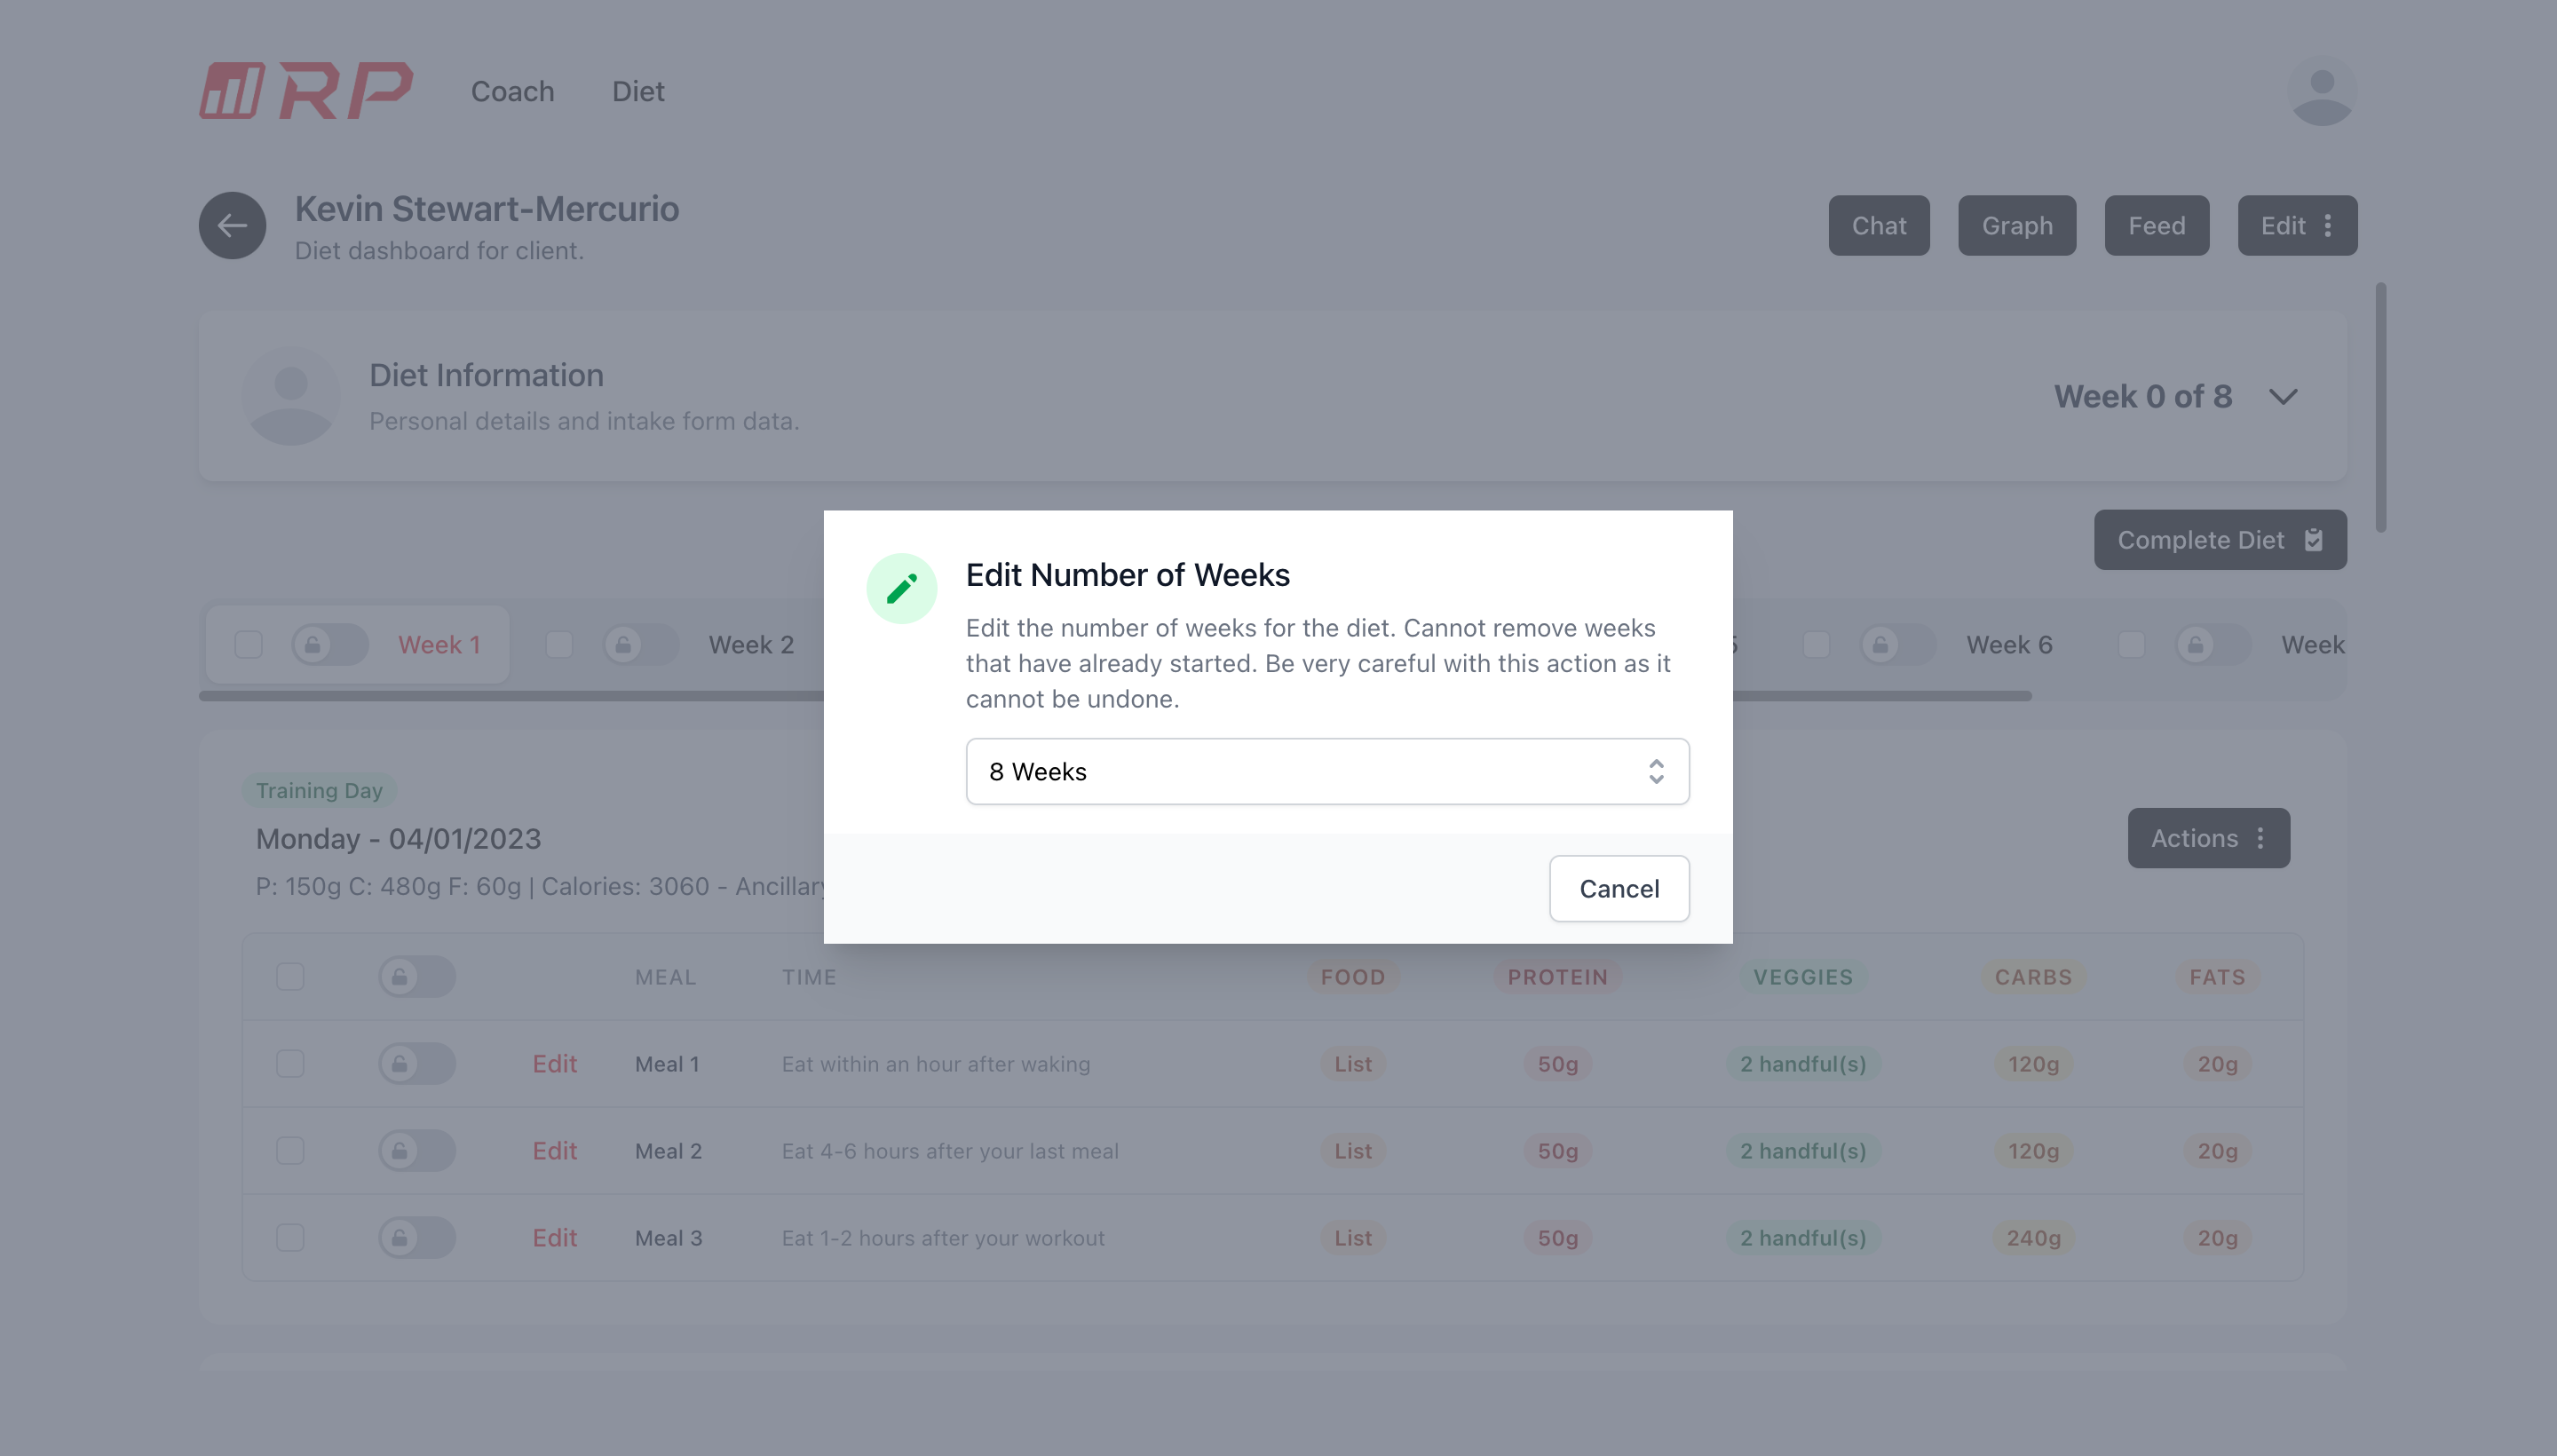 RP
Coach
Diet
Kevin Stewart-Mercurio
Diet dashboard for client.
Chat
Graph
Feed
Edit
Diet Information
Personal details and intake form data.
Week 0 of 8
Complete Diet
Week 1
Week 2
Week 6
Week
Edit Number of Weeks
Edit the number of weeks for the diet. Cannot remove weeks
that have already started. Be very careful with this action as it
cannot be undone.
8 Weeks
Cancel
Training Day
Monday - 04/01/2023
P: 150g C: 480g F: 60g | Calories: 3060 - Ancillary
Actions
MEAL TIME FOOD PROTEIN VEGGIES CARBS FATS
Edit Meal 1 Eat within an hour after waking List 50g 2 handful(s) 120g 20g
Edit Meal 2 Eat 4-6 hours after your last meal List 50g 2 handful(s) 120g 20g
Edit Meal 3 Eat 1-2 hours after your workout List 50g 2 handful(s) 240g 20g